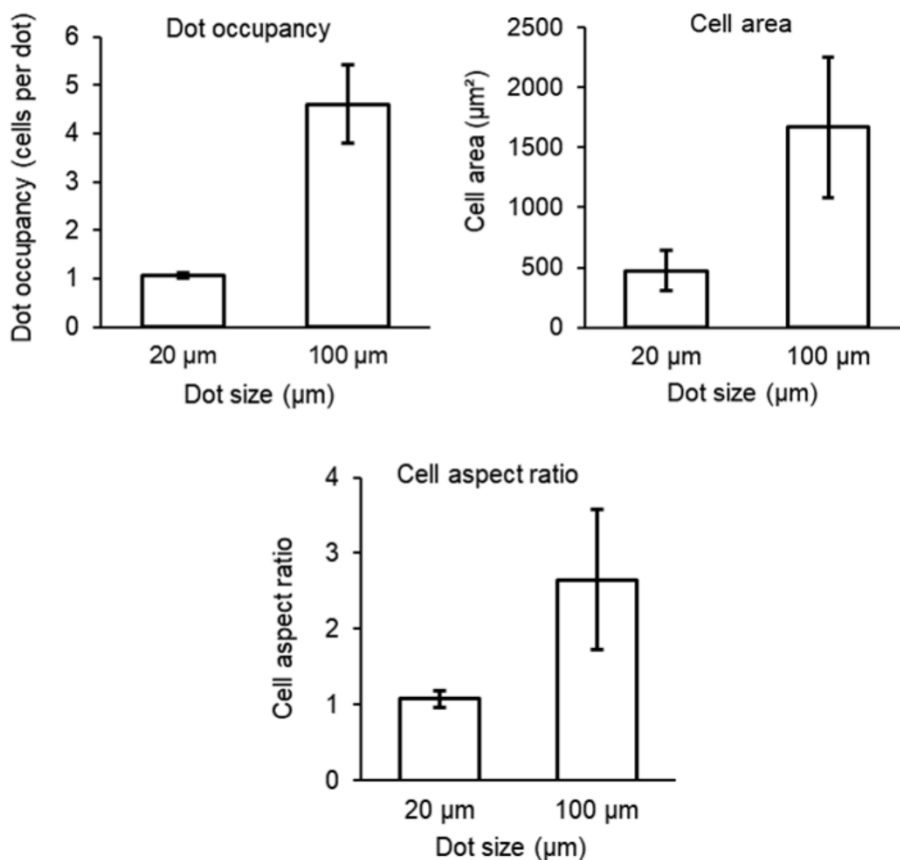 Dot occupancy
Dot occupancy (cells per dot)
6
5
4
3
2
1
0
20 µm 100 µm
Dot size (µm)
Cell area
Cell area (µm²)
2500
2000
1500
1000
500
0
20 µm 100 µm
Dot size (µm)
Cell aspect ratio
Cell aspect ratio
4
3
2
1
0
20 µm 100 µm
Dot size (µm)